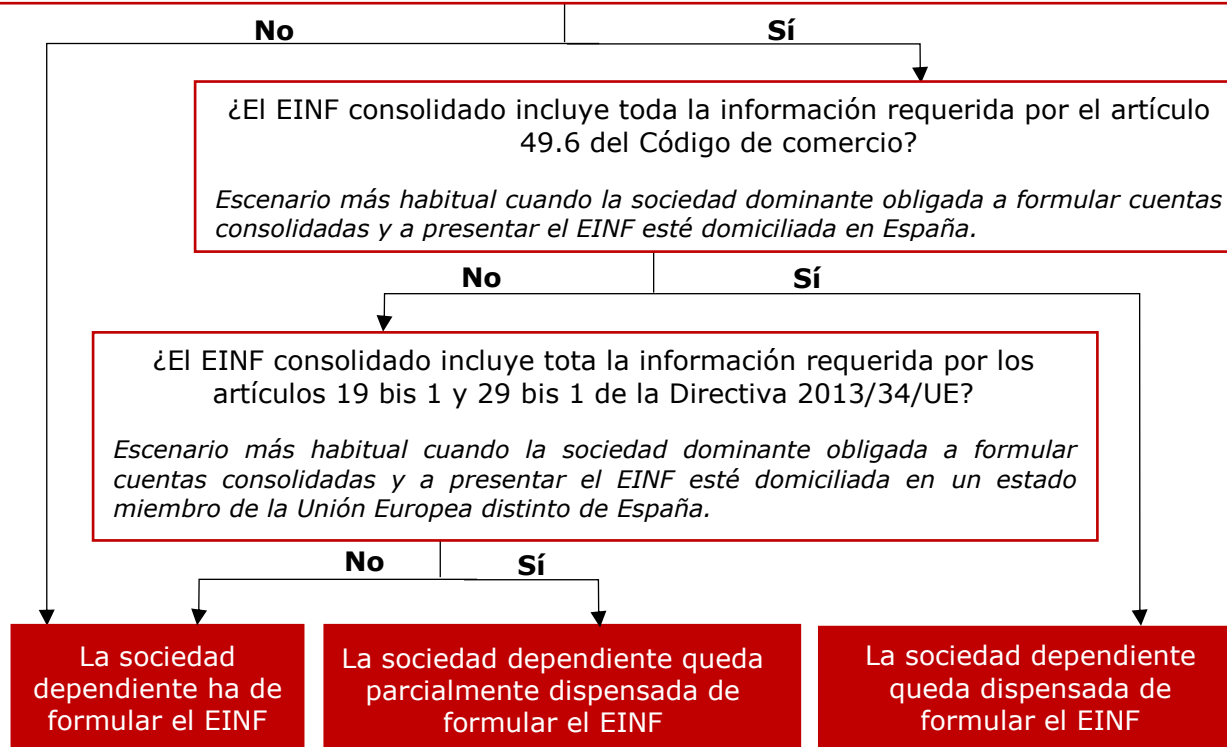 No
Sí
¿El EINF consolidado incluye toda la información requerida por el artículo
49.6 del Código de comercio?
Escenario más habitual cuando la sociedad dominante obligada a formular cuentas
consolidadas y a presentar el EINF esté domiciliada en España.
No
Sí
¿El EINF consolidado incluye tota la información requerida por los
artículos 19 bis 1 y 29 bis 1 de la Directiva 2013/34/UE?
Escenario más habitual cuando la sociedad dominante obligada a formular
cuentas consolidadas y a presentar el EINF esté domiciliada en un estado
miembro de la Unión Europea distinto de España.
No
Sí
La sociedad
dependiente ha de
formular el EINF
La sociedad dependiente queda
parcialmente dispensada de
formular el EINF
La sociedad dependiente
queda dispensada de
formular el EINF